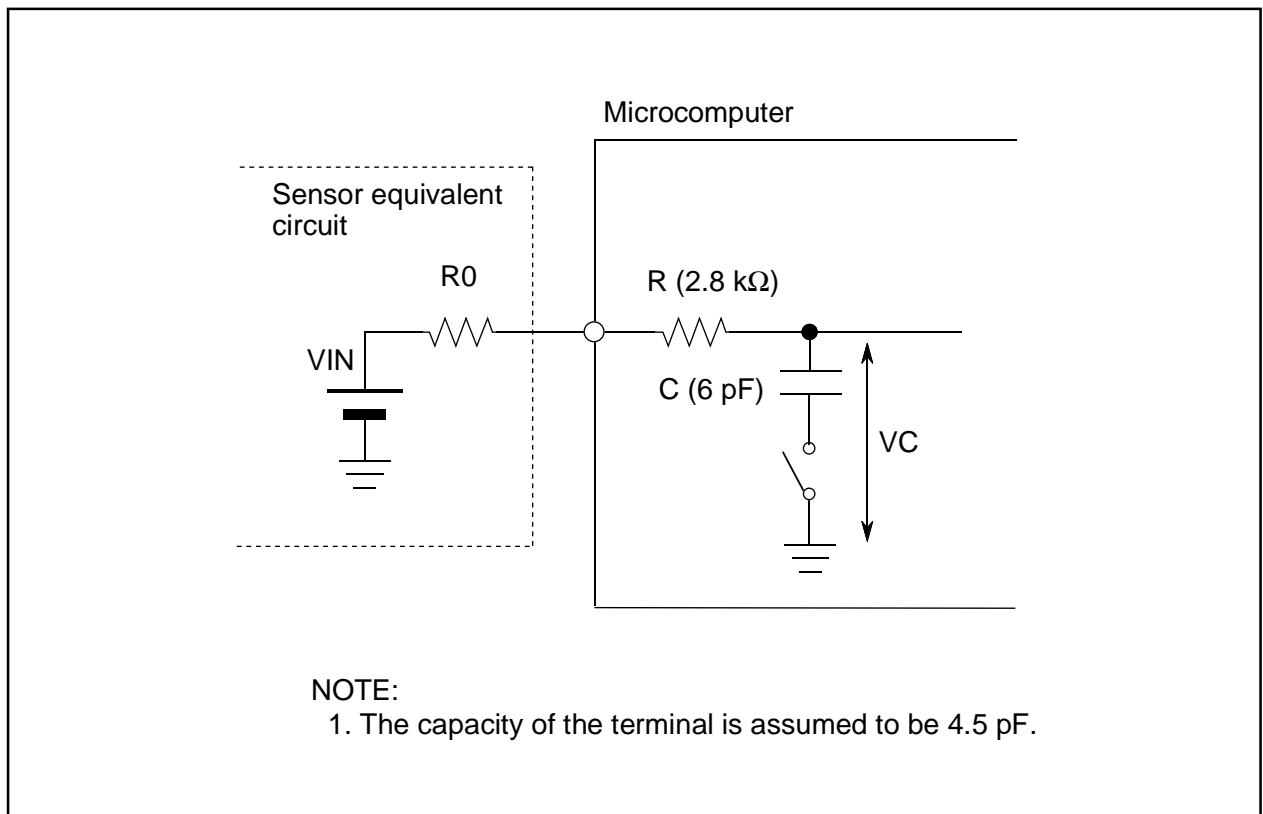 Microcomputer
Sensor equivalent
circuit
R0
R (2.8 kΩ)
VIN
C (6 pF)
VC
NOTE:
1. The capacity of the terminal is assumed to be 4.5 pF.